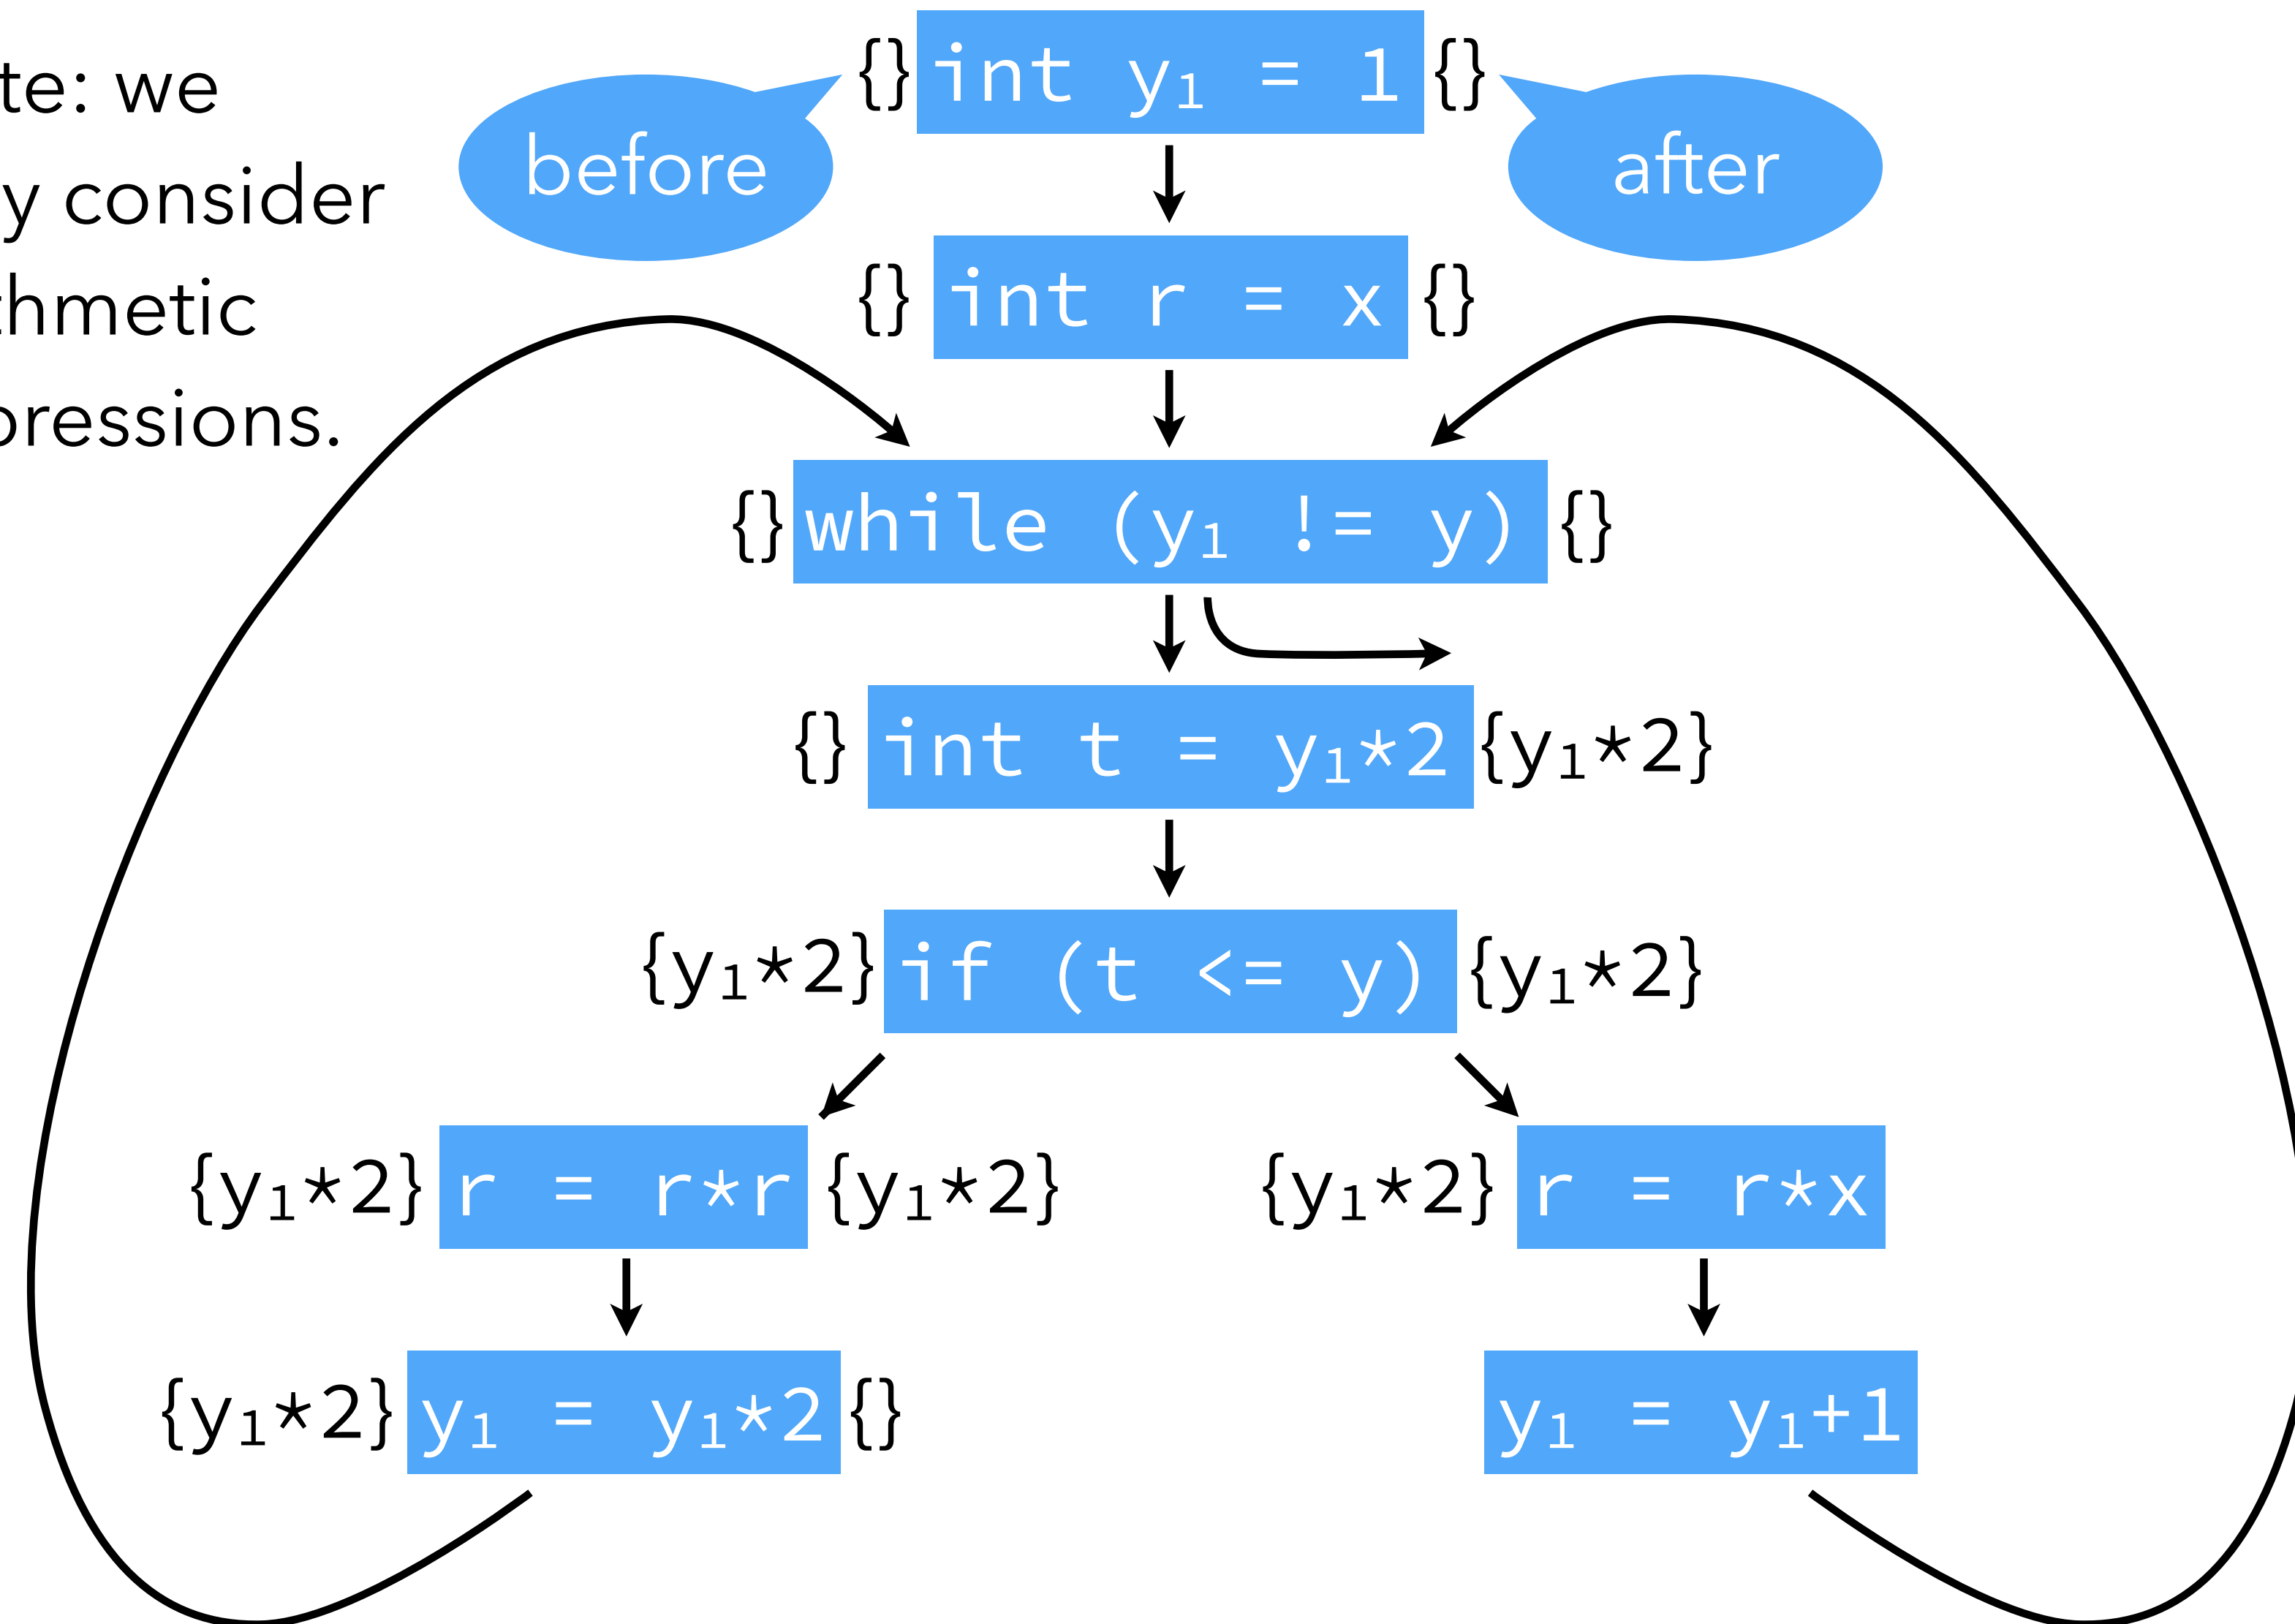 {} int y₁ = 1 {}
te: we
before
after
y consider
{} int r = x {}
hmetic
pressions.
{} while (y₁ != y) {}
{} int t = y₁*2 {y₁*2}
{y₁*2} if (t <= y) {y₁*2}
{y₁*2} r = r*r {y₁*2}
{y₁*2} r = r*x
{y₁*2} y₁ = y₁*2 {}
y₁ = y₁+1